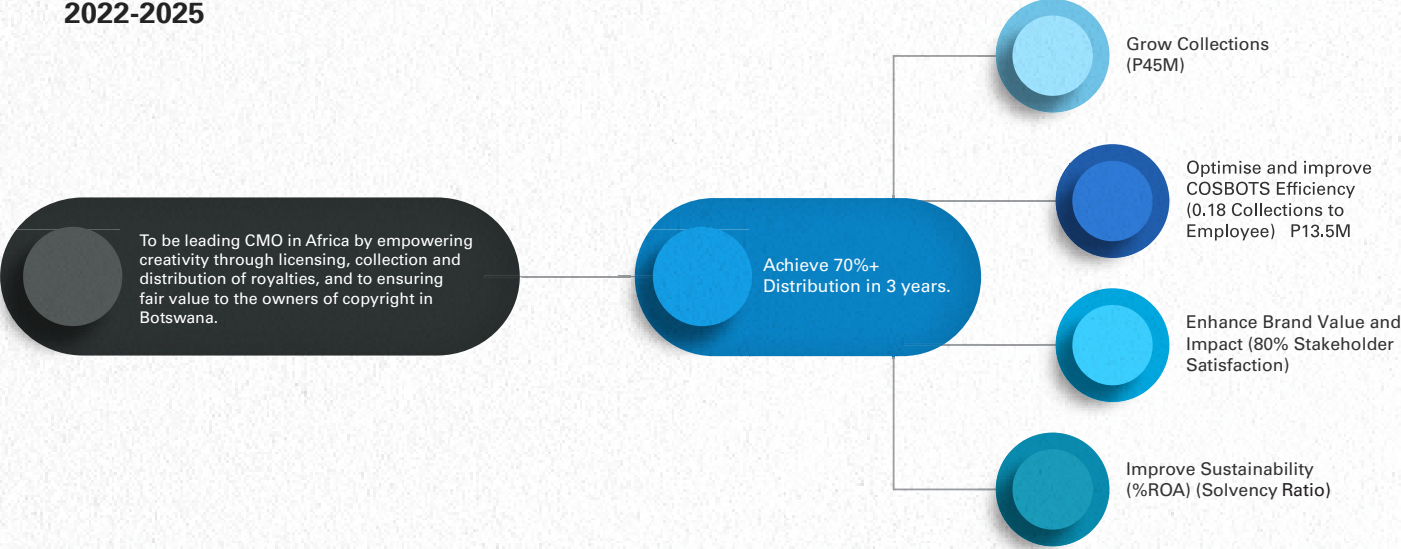 2022-2025
To be leading CMO in Africa by empowering
creativity through licensing, collection and
distribution of royalties, and to ensuring
fair value to the owners of copyright in
Botswana.
Achieve 70%+
Distribution in 3 years.
Grow Collections
(P45M)
Optimise and improve
COSBOTS Efficiency
(0.18 Collections to
Employee) P13.5M
Enhance Brand Value and
Impact (80% Stakeholder
Satisfaction)
Improve Sustainability
(%ROA) (Solvency Ratio)